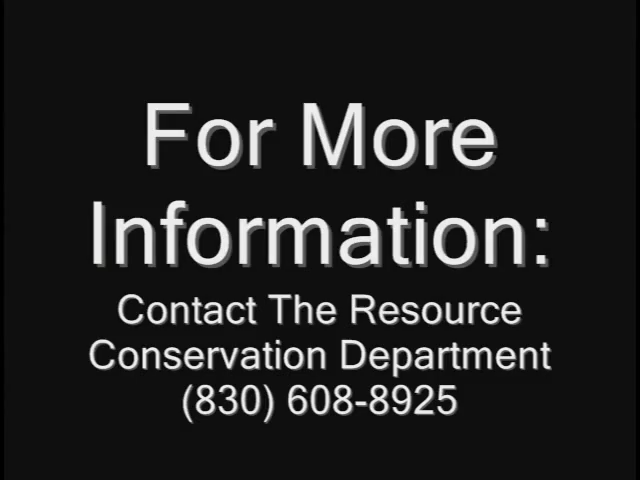 For More
Information:
Contact The Resource
Conservation Department
(830) 608-8925